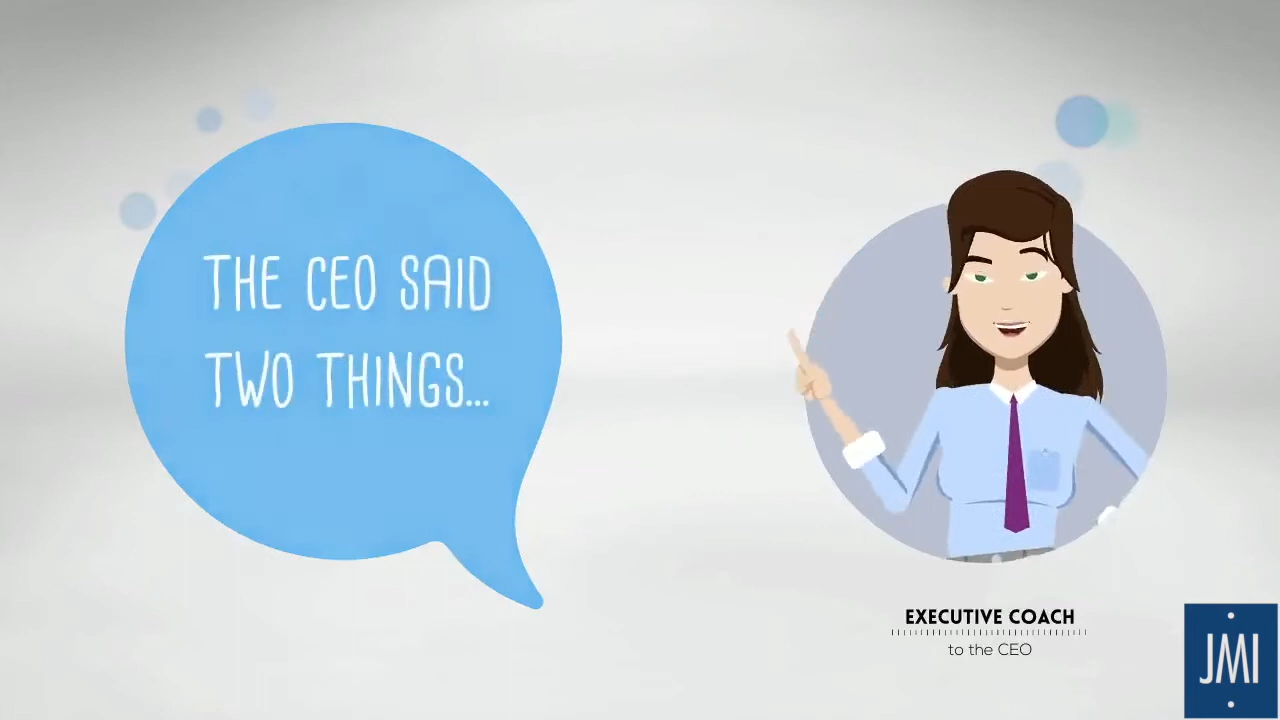 THE CEO SAID
TWO THINGS...
EXECUTIVE COACH
to the CEO
JMI